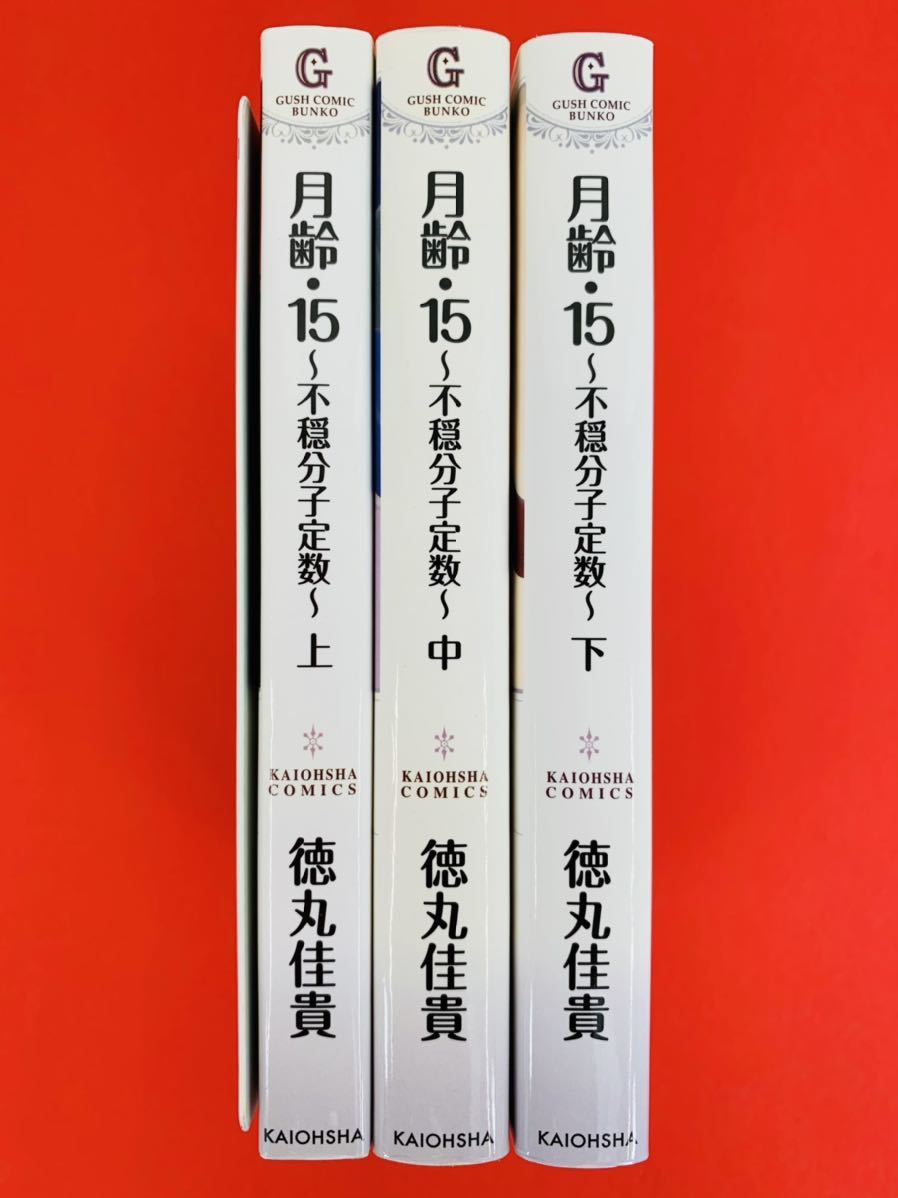 G
GUSH COMIC
BUNKO
月齢・15
～不穏分子定数～
上
KAIOHSHA
COMICS
徳丸佳貴
KAIOHSHA
G
GUSH COMIC
BUNKO
月齢・15
～不穏分子定数～
中
KAIOHSHA
COMICS
徳丸佳貴
KAIOHSHA
G
GUSH COMIC
BUNKO
月齢・15
～不穏分子定数～
下
KAIOHSHA
COMICS
徳丸佳貴
KAIOHSHA